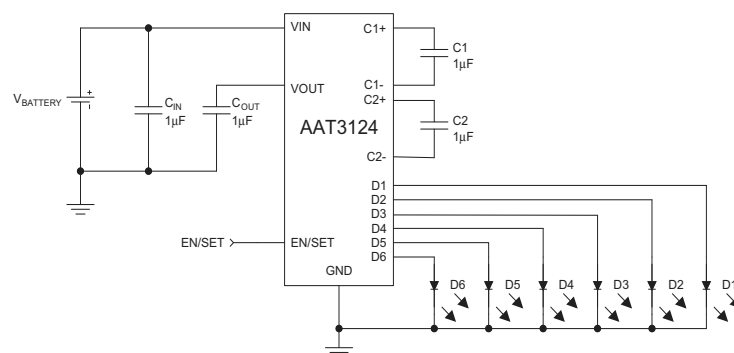 VIN
C1+
C1
1µF
VBATTERY
+
-
CIN
1µF
COUT
1µF
VOUT
C1-
C2+
AAT3124
C2
1µF
C2-
D1
D2
D3
D4
D5
D6
EN/SET
EN/SET
GND
D6
D5
D4
D3
D2
D1